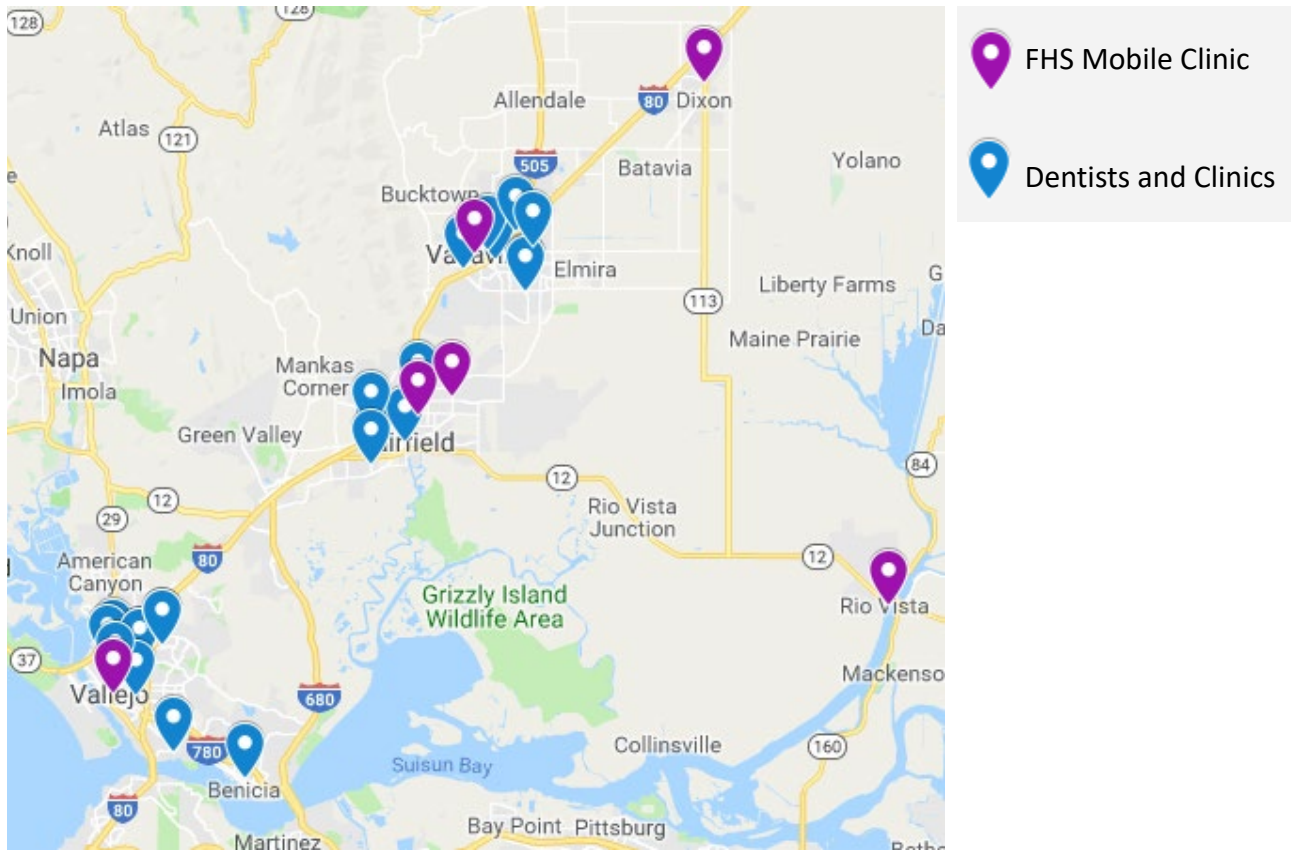 128
128
FHS Mobile Clinic
Allendale
80
Dixon
Atlas
121
505
Batavia
Yolano
Dentists and Clinics
Bucktown
Knoll
Elmira
G
Liberty Farms
113
Union
Da
Maine Prairie
Napa
Mankas
Corner
Imola
Green Valley
12
84
12
Rio Vista
Junction
29
80
12
American
Canyon
Grizzly Island
Wildlife Area
Rio Vista
37
Mackenso
Vallejo
680
780
Collinsville
160
Suisun Bay
Benicia
80
Bay Point
Pittsburg
Martinez